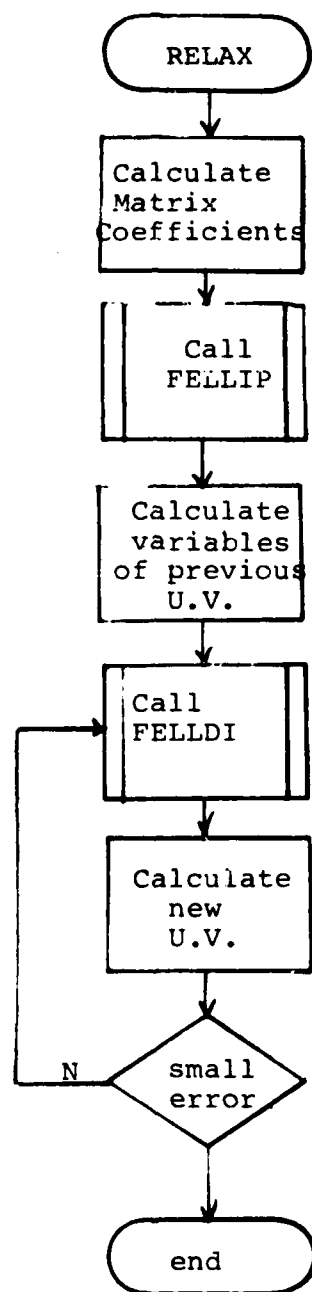 RELAX
Calculate
Matrix
Coefficients
Call
FELLIP
Calculate
variables
of previous
U.V.
Call
FELLDI
Calculate
new
U.V.
N
small
error
end